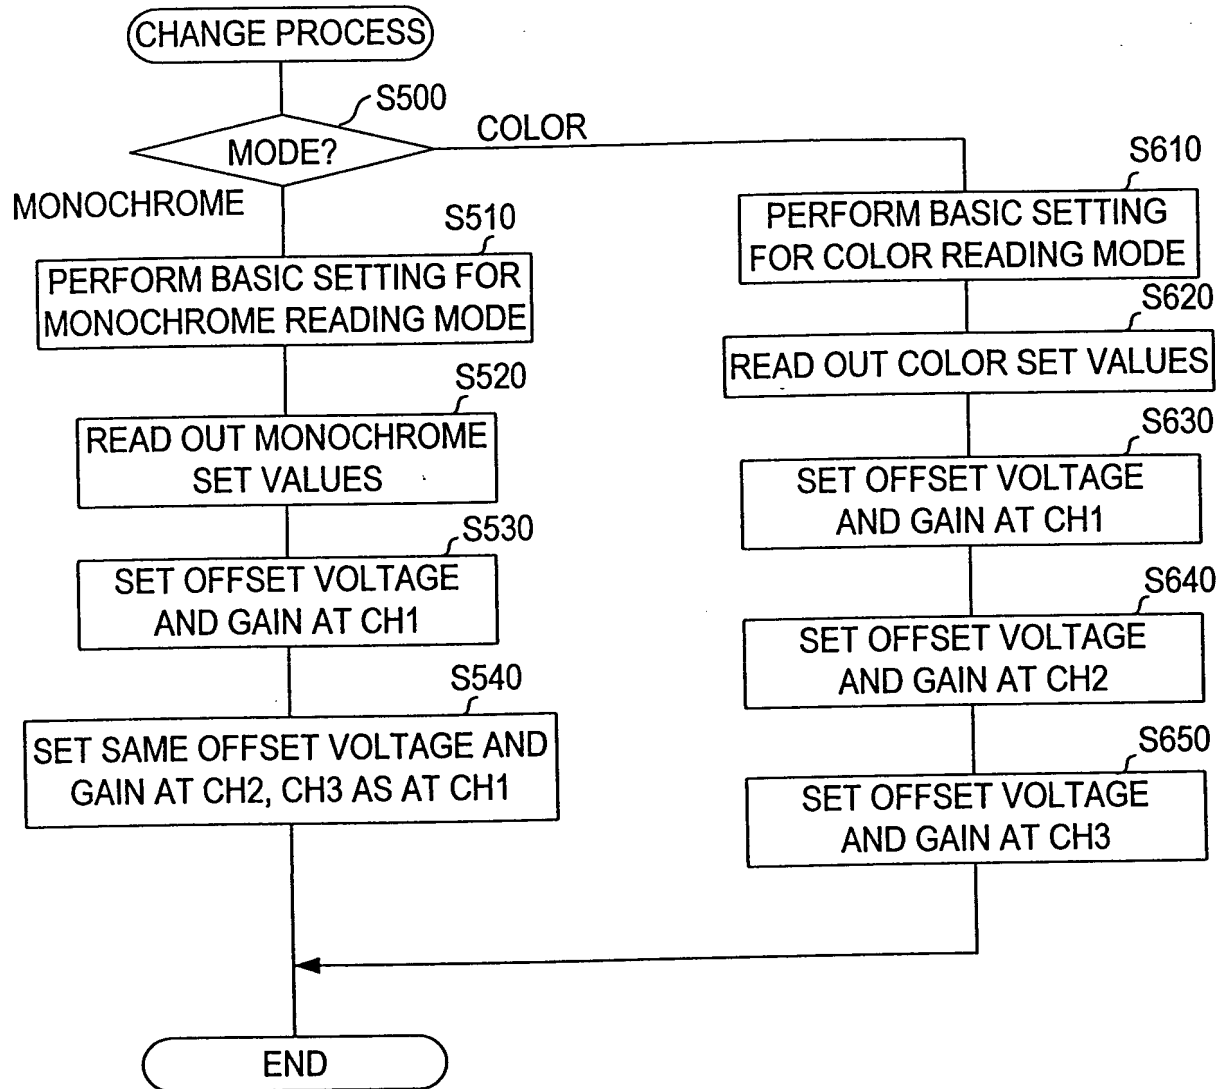 CHANGE PROCESS
S500
MODE?
COLOR
MONOCHROME
S510
PERFORM BASIC SETTING FOR
MONOCHROME READING MODE
S520
READ OUT MONOCHROME
SET VALUES
S530
SET OFFSET VOLTAGE
AND GAIN AT CH1
S540
SET SAME OFFSET VOLTAGE AND
GAIN AT CH2, CH3 AS AT CH1
S610
PERFORM BASIC SETTING
FOR COLOR READING MODE
S620
READ OUT COLOR SET VALUES
S630
SET OFFSET VOLTAGE
AND GAIN AT CH1
S640
SET OFFSET VOLTAGE
AND GAIN AT CH2
S650
SET OFFSET VOLTAGE
AND GAIN AT CH3
END